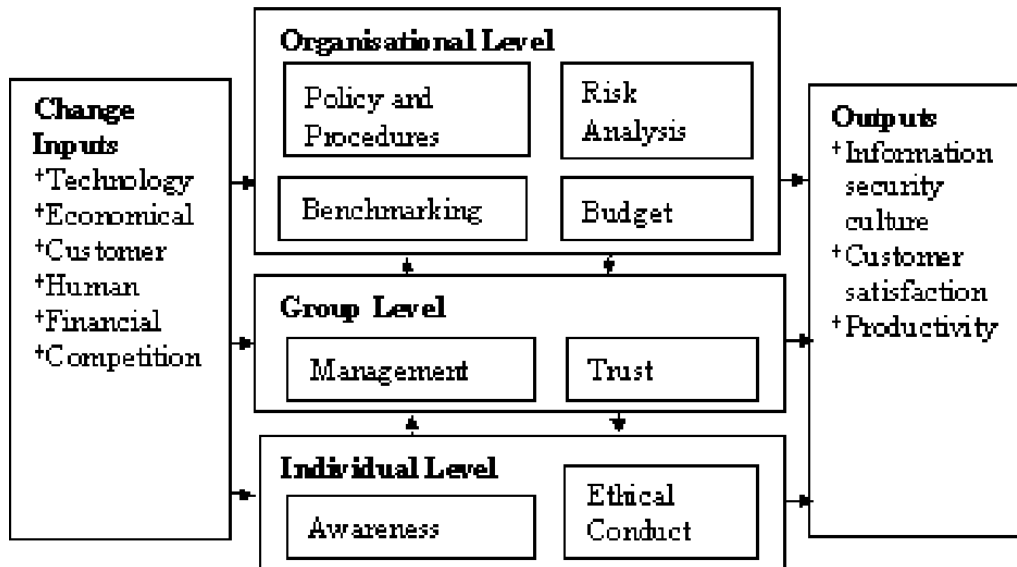 Change
Inputs
+Technology
+Economical
+Customer
+Human
+Financial
+Competition
Organisational Level
Policy and
Procedures
Risk
Analysis
Benchmarking
Budget
Group Level
Management
Trust
Individual Level
Awareness
Ethical
Conduct
Outputs
+Information
security
culture
+Customer
satisfaction
+Productivity